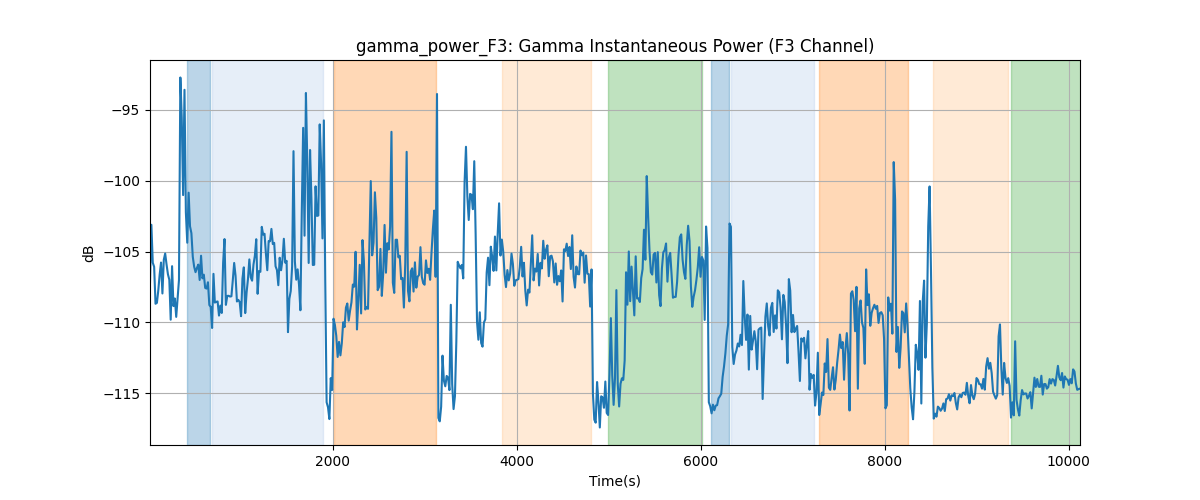 gamma_power_F3: Gamma Instantaneous Power (F3 Channel)
−95
−100
−105
−110
−115
dB
2000 4000 6000 8000 10000
Time(s)